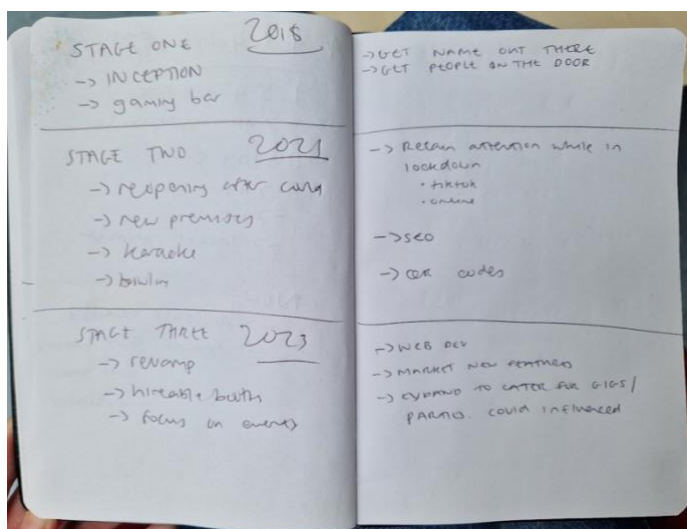 STAGE ONE 2018
-> INCEPTION
-> gaming bar
STAGE TWO 2021
-> reopening after covid
-> new premises
-> karaoke
-> bowling
STAGE THREE 2023
-> revamp
-> hireable booths
-> focus on events
-> GET NAME OUT THERE
-> GET PEOPLE ON THE DOOR
-> Retain attention while in
lockdown
• tiktok
• online
-> SEO
-> QR codes
-> WEB DEV
-> MARKET NEW FEATURES
-> EXPAND TO CATER FOR GIGS/
PARTIES. covid influenced